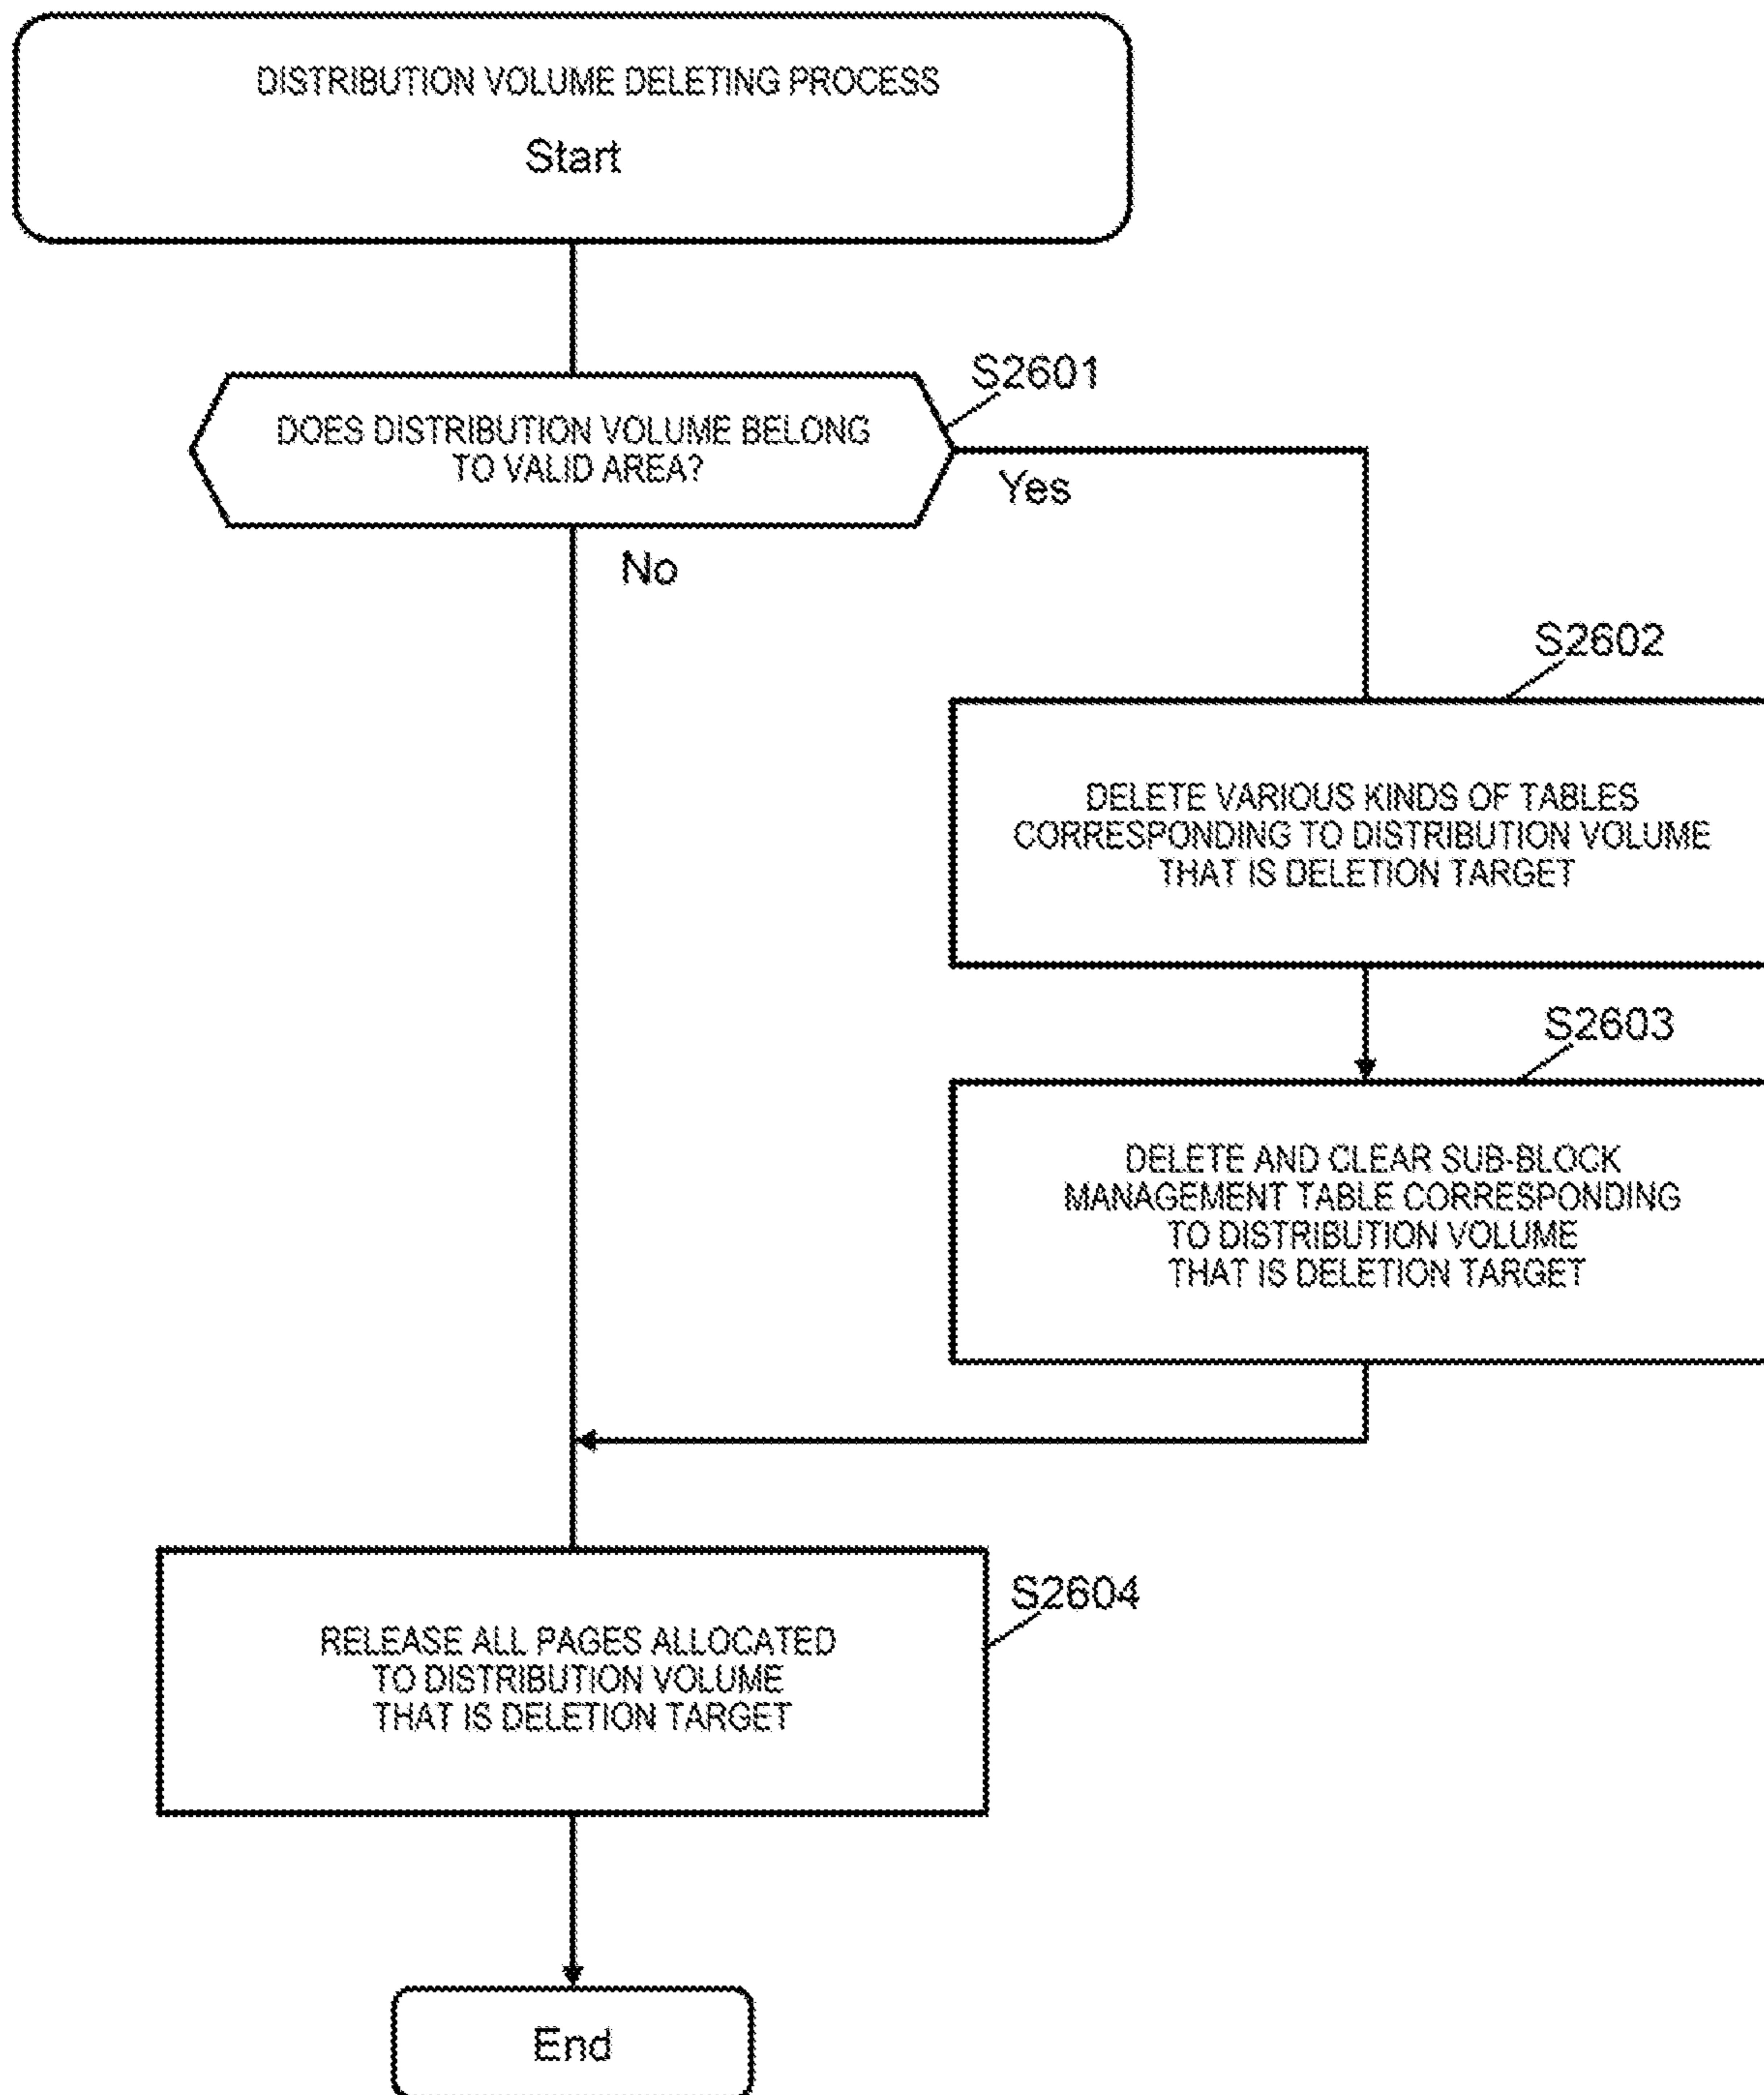 DISTRIBUTION VOLUME DELETING PROCESS
Start
S2601
DOES DISTRIBUTION VOLUME BELONG
TO VALID AREA?
Yes
No
S2602
DELETE VARIOUS KINDS OF TABLES
CORRESPONDING TO DISTRIBUTION VOLUME
THAT IS DELETION TARGET
S2603
DELETE AND CLEAR SUB-BLOCK
MANAGEMENT TABLE CORRESPONDING
TO DISTRIBUTION VOLUME
THAT IS DELETION TARGET
S2604
RELEASE ALL PAGES ALLOCATED
TO DISTRIBUTION VOLUME
THAT IS DELETION TARGET
End